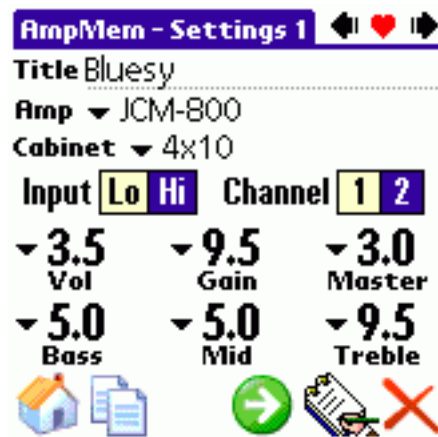 AmpMem - Settings 1
Title Bluesy
Amp JCM-800
Cabinet 4x10
Input Lo Hi Channel 1 2
3.5 9.5 3.0
Vol Gain Master
5.0 5.0 9.5
Bass Mid Treble